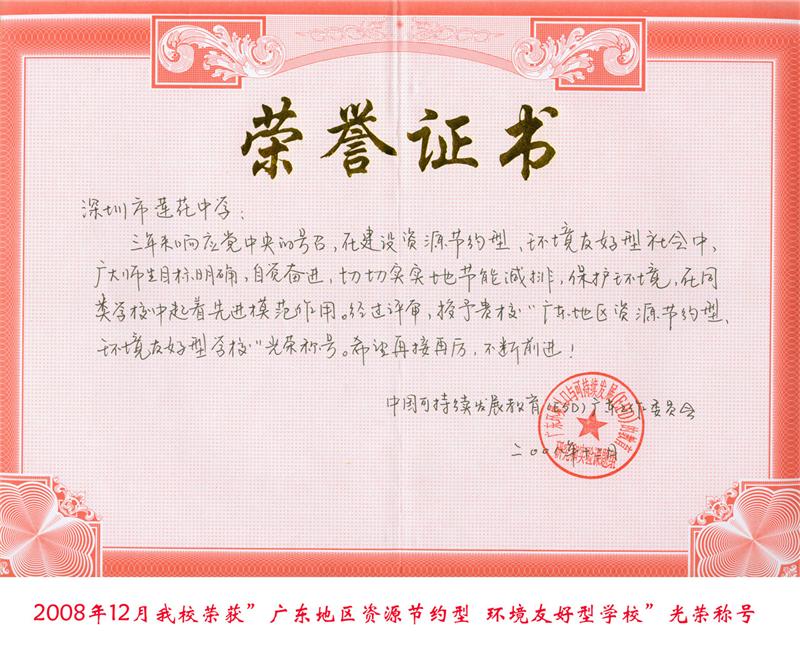 荣誉证书
深圳市莲花中学：
三年来响应党中央的号召，在建设资源节约型、环境友好型社会中，
广大师生目标明确，自觉奋进，切切实实地节能减排，保护环境，在同
类学校中起着先进模范作用。经过评审，授予贵校“广东地区资源节约型、
环境友好型学校”光荣称号。希望再接再厉，不断前进！
中国可持续发展教育(ESD)广东工作委员会
二〇〇八年十二月
2008年12月我校荣获”广东地区资源节约型 环境友好型学校”光荣称号